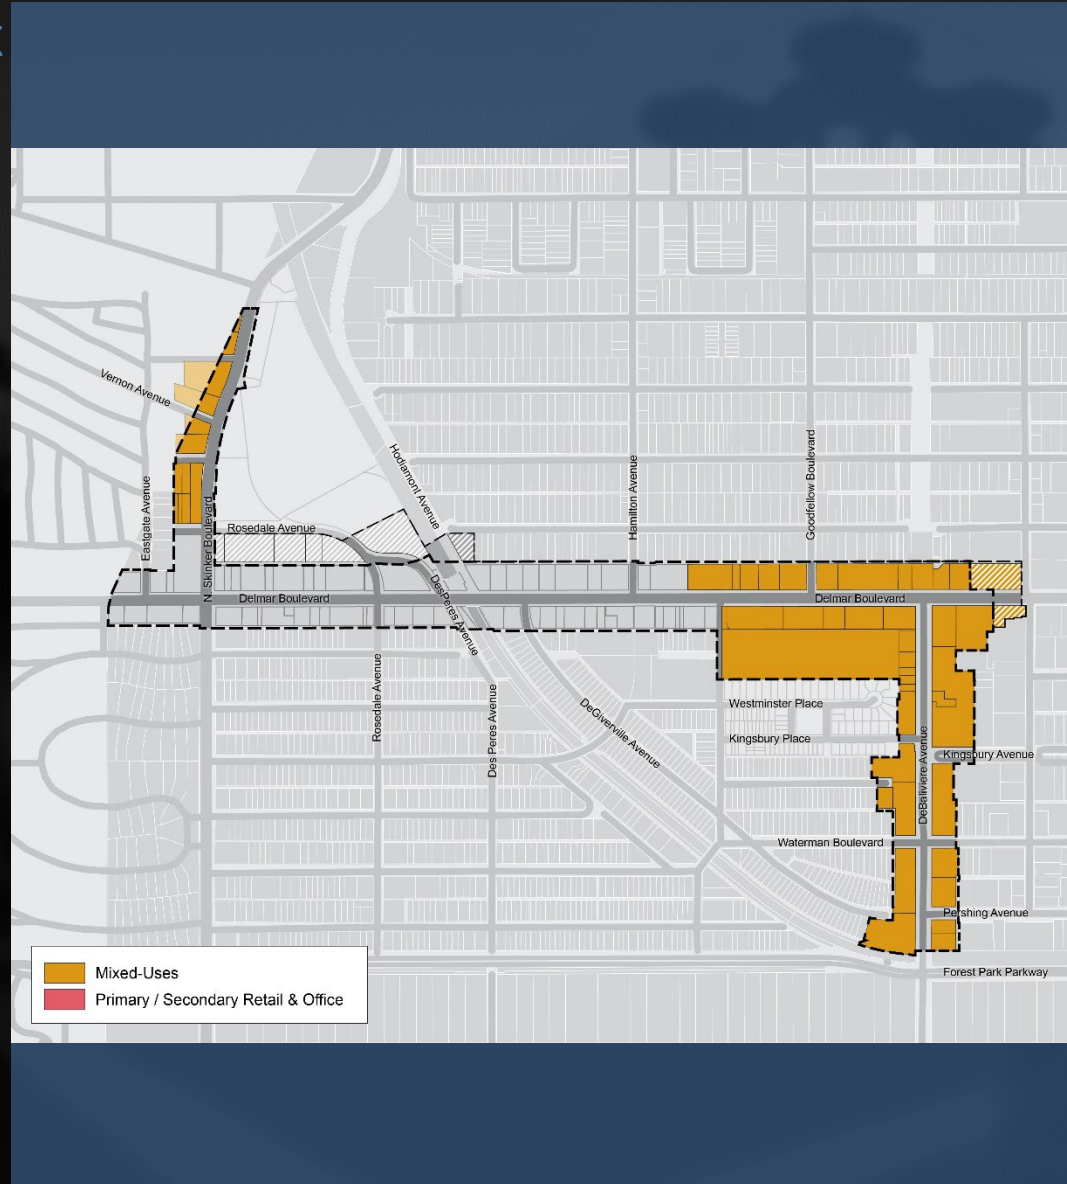 Vernon Avenue
Eastgate Avenue
N. Skinker Boulevard
Rosedale Avenue
Hodiamont Avenue
Hamilton Avenue
Goodfellow Boulevard
Delmar Boulevard
Delmar Boulevard
DesPeres Avenue
Rosedale Avenue
Des Peres Avenue
DeGiverville Avenue
Westminster Place
Kingsbury Place
Kingsbury Avenue
DeBaliviere Avenue
Waterman Boulevard
Pershing Avenue
Forest Park Parkway
Mixed-Uses
Primary / Secondary Retail & Office